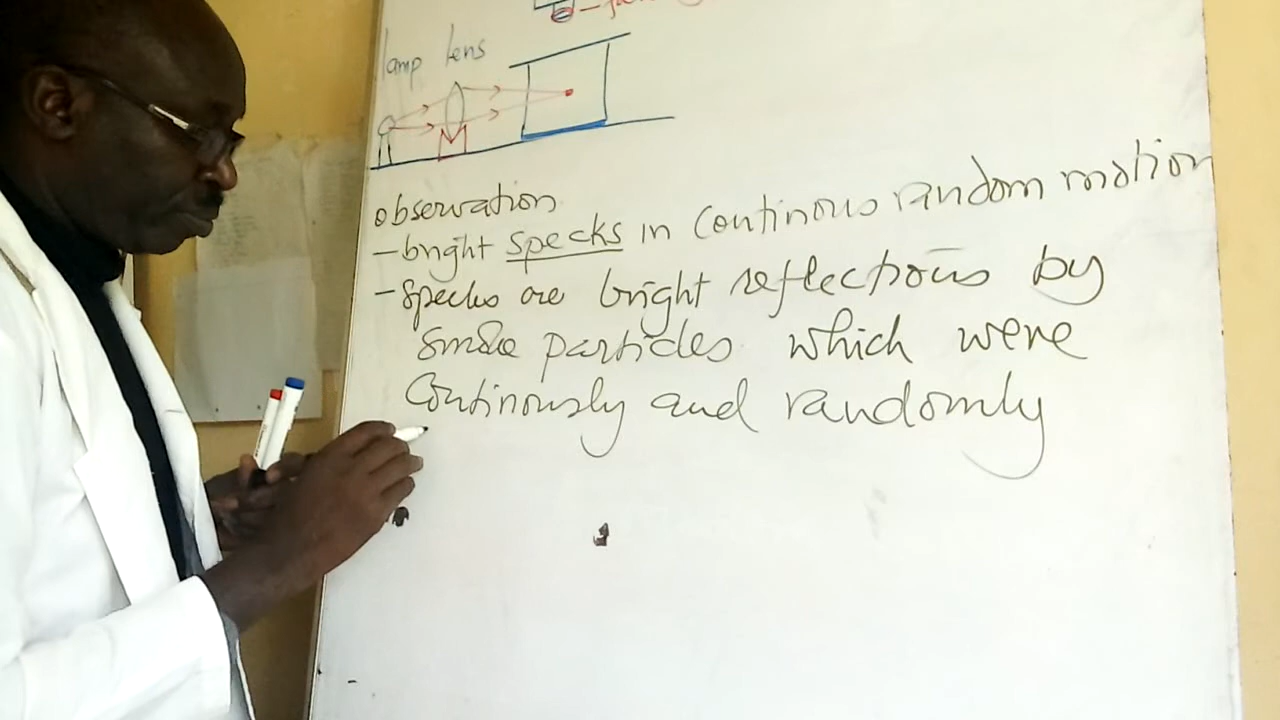 lamp lens
observation
- bright specks in continous random motion
- specks are bright reflections by
smoke particles which were
continously and randomly